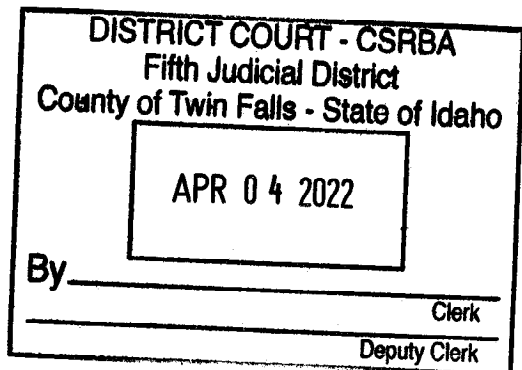 DISTRICT COURT - CSRBA
Fifth Judicial District
County of Twin Falls - State of Idaho
APR 04 2022
By
Clerk
Deputy Clerk